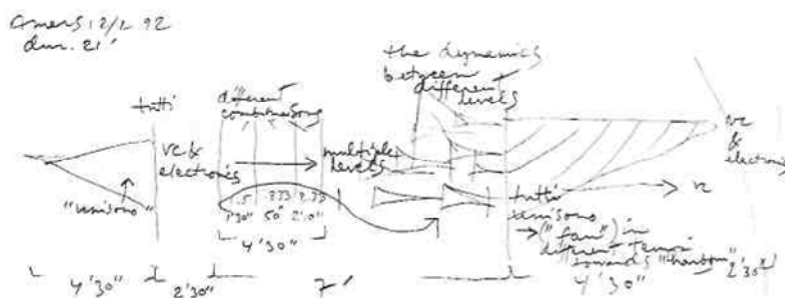 Amers 12/1 92
dur. 21'
tutti
"unisono"
vc &
electronics
different
combinations
1'30" 50" 2'10"
4'30"
multiple
levels
the dynamics
between
different
levels
tutti
unisono
→ ("fan") in
different tempi
towards 2'30"
vc
&
electronics
vc
4'30" 2'30" 7' 4'30"